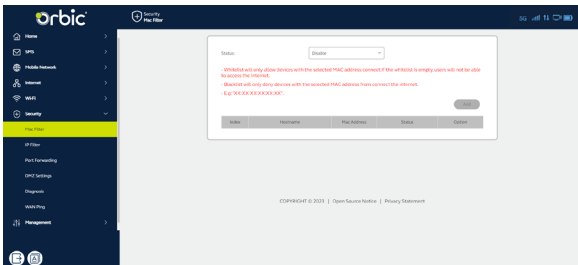 Orbic
Security
Mac Filter
5G
Home
SMS
Mobile Network
Internet
Wi-Fi
Security
Mac Filter
IP Filter
Port Forwarding
DMZ Settings
Diagnosis
WAN Ping
Management
Status:
Disable
- Whitelist will only allow devices with the selected MAC address connect.If the whitelist is empty, users will not be able
to access the internet.
- Blacklist will only deny devices with the selected MAC address from connect the internet.
- E.g."XX:XX:XX:XX:XX:XX".
Add
Index Hostname Mac Address Status Option
COPYRIGHT © 2023 | Open Source Notice | Privacy Statement